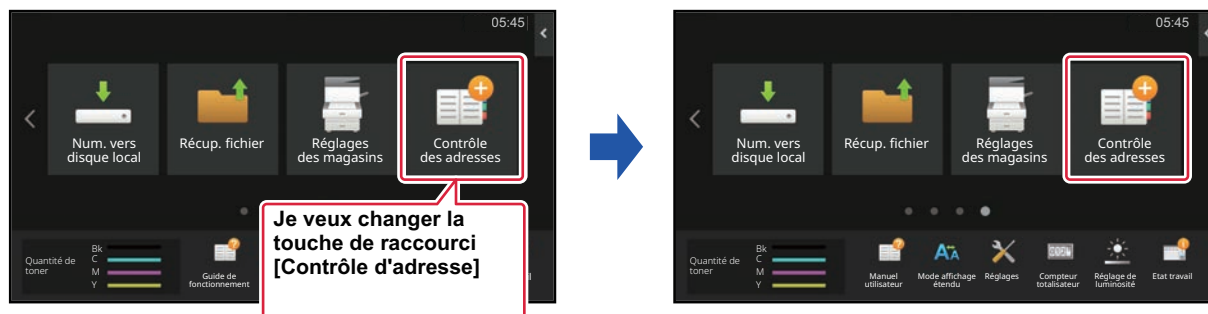 05:45
Num. vers
disque local
Récup. fichier
Réglages
des magasins
Contrôle
des adresses
Je veux changer la
touche de raccourci
[Contrôle d'adresse]
Quantité de
toner
Bk
C
M
Y
Guide de
fonctionnement
05:45
Num. vers
disque local
Récup. fichier
Réglages
des magasins
Contrôle
des adresses
Quantité de
toner
Bk
C
M
Y
Manuel
utilisateur
Mode affichage
étendu
Réglages
Compteur
totalisateur
Réglage de
luminosité
Etat travail